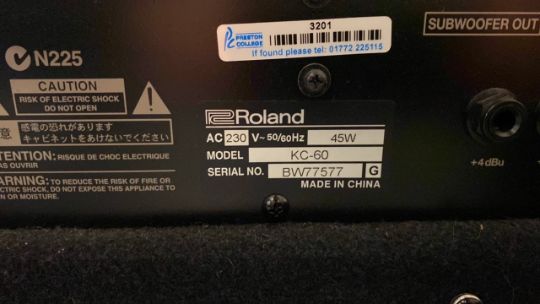 3201
PRESTON
COLLEGE
If found please tel: 01772 225115
SUBWOOFER OUT
N225
CAUTION
RISK OF ELECTRIC SHOCK
DO NOT OPEN
意 感電の恐れがあります
キャビネットをあけないでください
TTENTION: RISQUE DE CHOC ELECTRIQUE
AS OUVRIR
WARNING: TO REDUCE THE RISK OF FIRE OR
CTRIC SHOCK, DO NOT EXPOSE THIS APPLIANCE TO
N OR MOISTURE.
Roland
AC 230 V~50/60Hz 45W
MODEL KC-60
SERIAL NO. BW77577 G
MADE IN CHINA
+4dBu